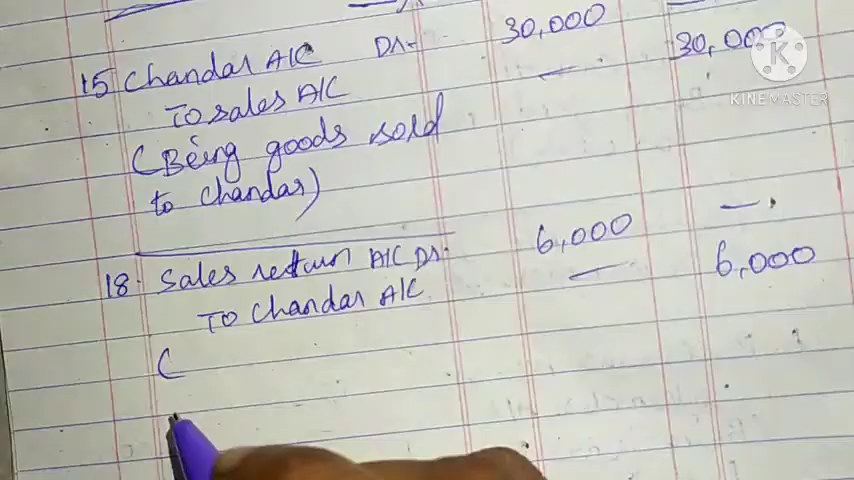 15 Chandar A/C Dr- 30,000
To sales A/C — 30,000
(Being goods sold
to Chandar)
18. Sales return A/C Dr. 6,000 —
To Chandar A/C — 6,000
(
KINEMASTER